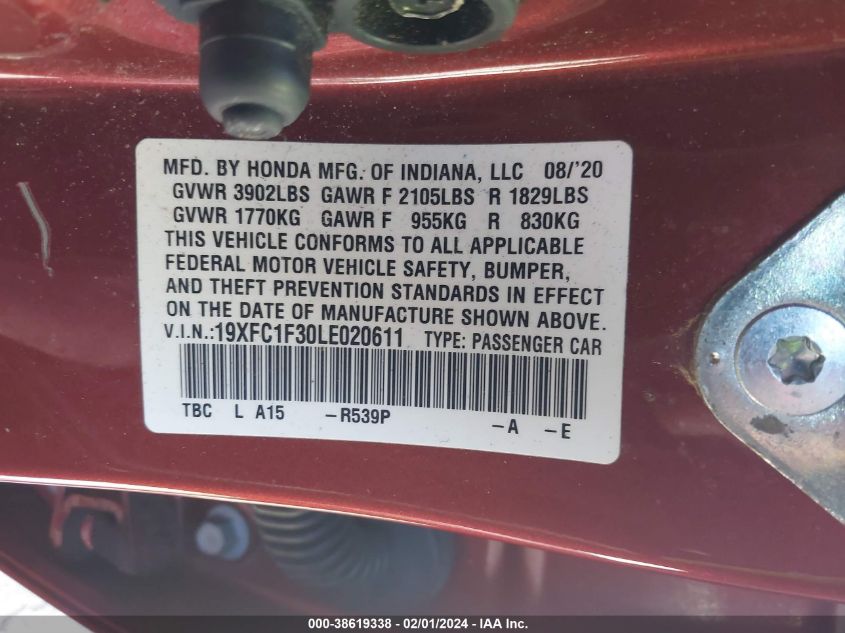 MFD. BY HONDA MFG. OF INDIANA, LLC 08/'20
GVWR 3902LBS GAWR F 2105LBS R 1829LBS
GVWR 1770KG GAWR F 955KG R 830KG
THIS VEHICLE CONFORMS TO ALL APPLICABLE
FEDERAL MOTOR VEHICLE SAFETY, BUMPER,
AND THEFT PREVENTION STANDARDS IN EFFECT
ON THE DATE OF MANUFACTURE SHOWN ABOVE.
V.I.N.:19XFC1F30LE020611 TYPE: PASSENGER CAR
TBC L A15 -R539P -A -E
000-38619338 - 02/01/2024 - IAA Inc.